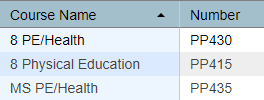 Course Name Number
8 PE/Health PP430
8 Physical Education PP415
MS PE/Health PP435